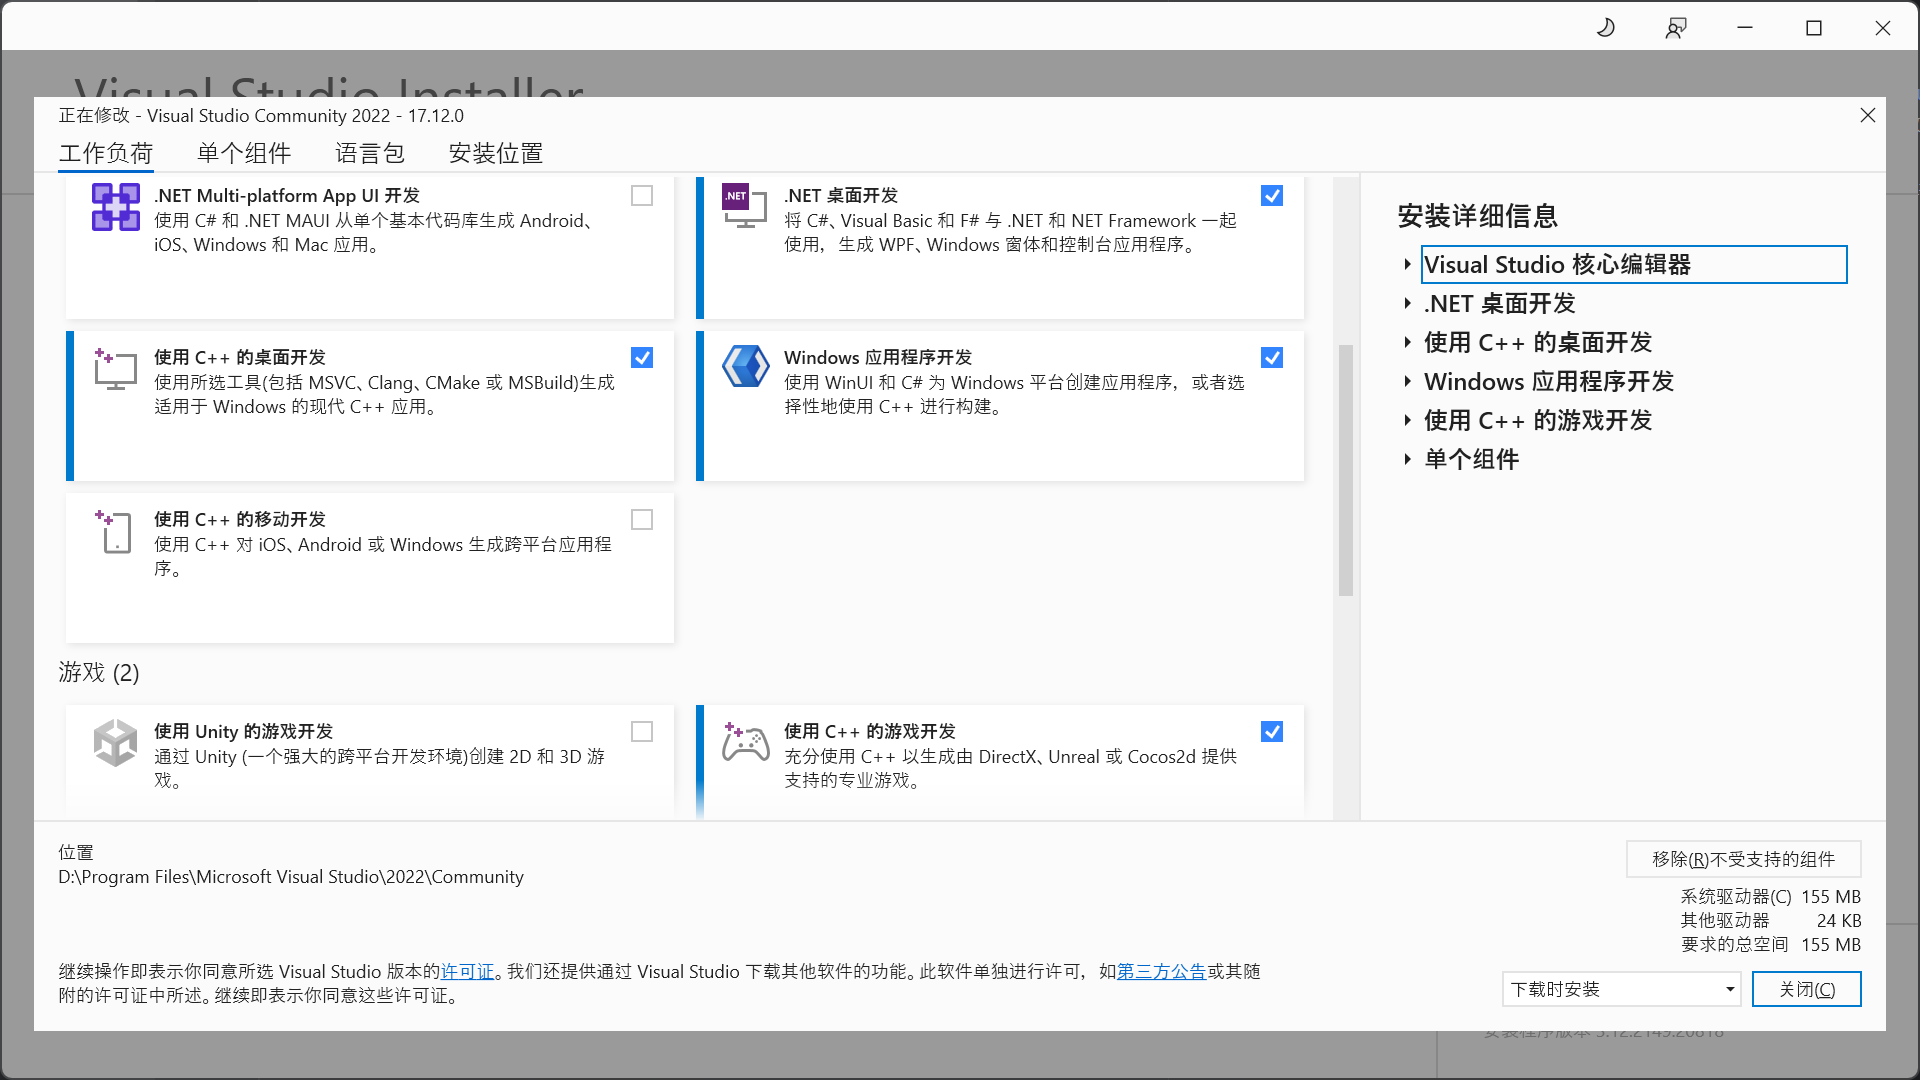 Visual Studio Installer
正在修改 - Visual Studio Community 2022 - 17.12.0
工作负荷
单个组件
语言包
安装位置
.NET Multi-platform App UI 开发
使用 C# 和 .NET MAUI 从单个基本代码库生成 Android、
iOS、Windows 和 Mac 应用。
.NET
.NET 桌面开发
将 C#、Visual Basic 和 F# 与 .NET 和 NET Framework 一起
使用，生成 WPF、Windows 窗体和控制台应用程序。
使用 C++ 的桌面开发
使用所选工具(包括 MSVC、Clang、CMake 或 MSBuild)生成
适用于 Windows 的现代 C++ 应用。
Windows 应用程序开发
使用 WinUI 和 C# 为 Windows 平台创建应用程序，或者选
择性地使用 C++ 进行构建。
使用 C++ 的移动开发
使用 C++ 对 iOS、Android 或 Windows 生成跨平台应用程
序。
游戏 (2)
使用 Unity 的游戏开发
通过 Unity (一个强大的跨平台开发环境)创建 2D 和 3D 游
戏。
使用 C++ 的游戏开发
充分使用 C++ 以生成由 DirectX、Unreal 或 Cocos2d 提供
支持的专业游戏。
安装详细信息
Visual Studio 核心编辑器
.NET 桌面开发
使用 C++ 的桌面开发
Windows 应用程序开发
使用 C++ 的游戏开发
单个组件
位置
D:\Program Files\Microsoft Visual Studio\2022\Community
移除(R)不受支持的组件
系统驱动器(C) 155 MB
其他驱动器 24 KB
要求的总空间 155 MB
继续操作即表示你同意所选 Visual Studio 版本的许可证。我们还提供通过 Visual Studio 下载其他软件的功能。此软件单独进行许可，如第三方公告或其随
附的许可证中所述。继续即表示你同意这些许可证。
下载时安装
关闭(C)
安装程序版本 3.12.2149.20818